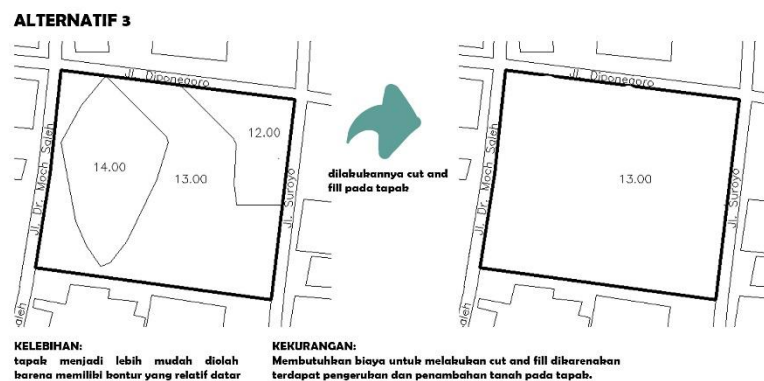 ALTERNATIF 3
Jl. Diponegoro
Jl. Dr. Moch Saleh
14.00
13.00
12.00
Jl. Suroyo
Saleh
dilakukannya cut and
fill pada tapak
Jl. Diponegoro
Jl. Dr. Moch Saleh
13.00
Jl. Suroyo
Saleh
KELEBIHAN:
tapak menjadi lebih mudah diolah
karena memiliki kontur yang relatif datar
KEKURANGAN:
Membutuhkan biaya untuk melakukan cut and fill dikarenakan
terdapat pengerukan dan penambahan tanah pada tapak.